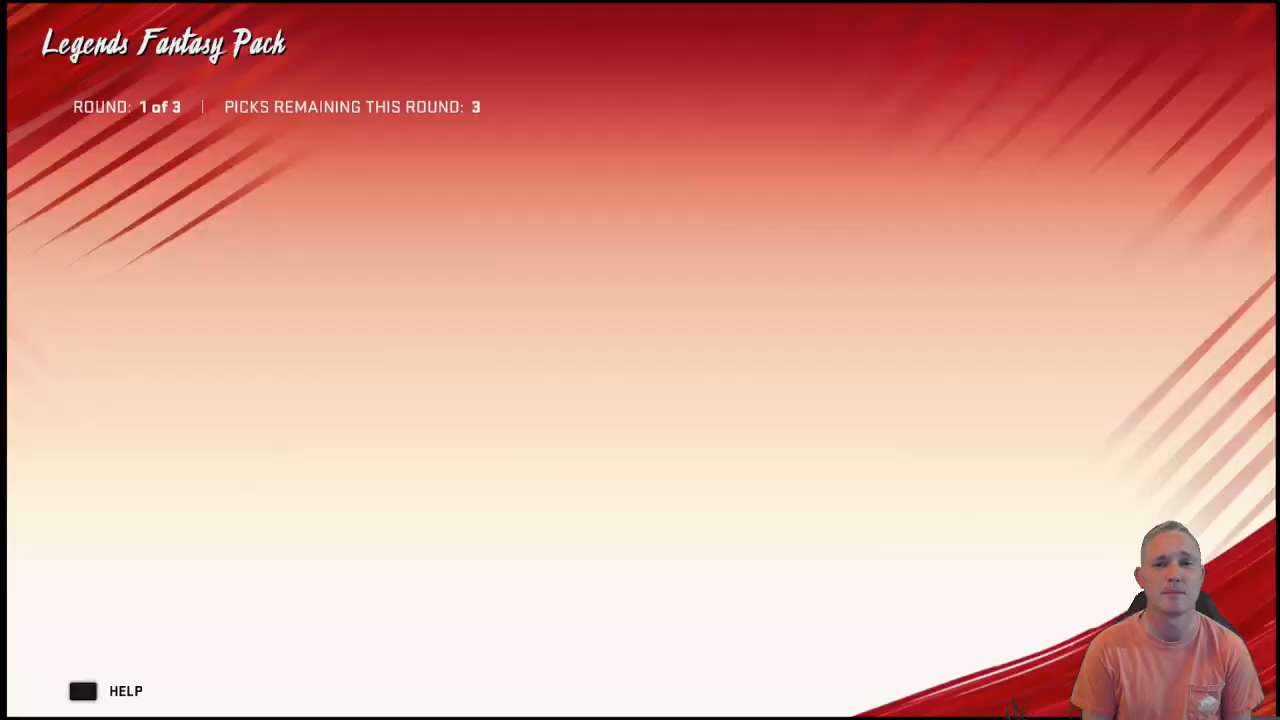 Legends Fantasy Pack
ROUND: 1 of 3 | PICKS REMAINING THIS ROUND: 3
HELP